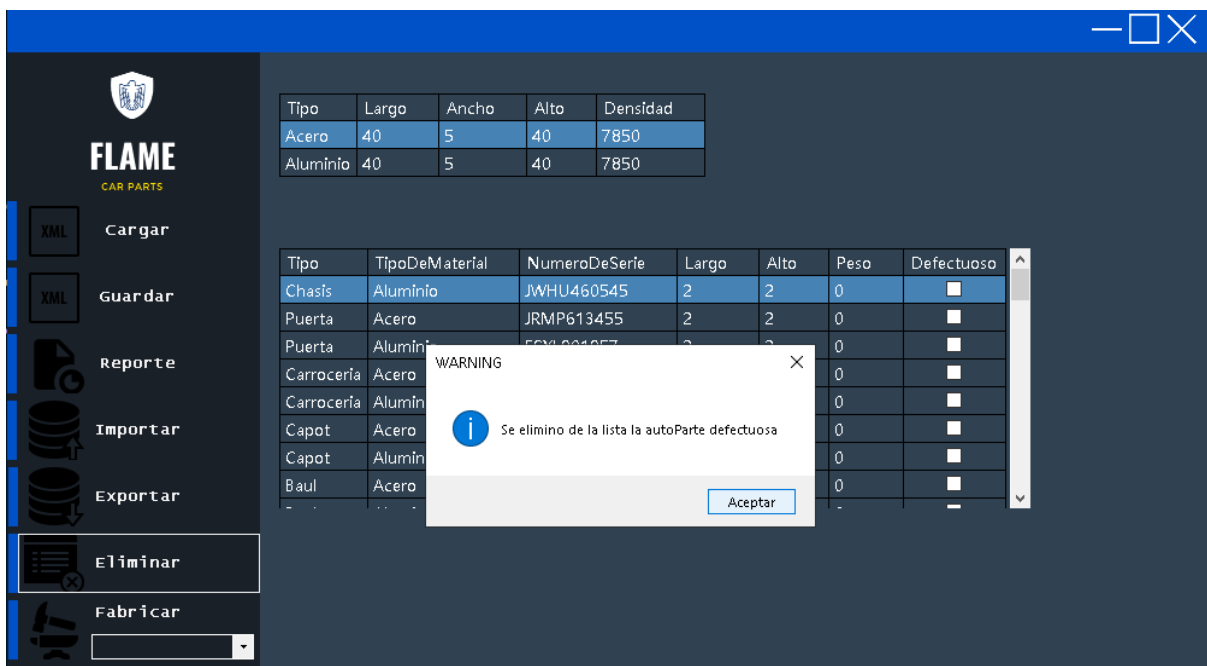 FLAME
CAR PARTS
XML Cargar
XML Guardar
Reporte
Importar
Exportar
Eliminar
Fabricar
Tipo Largo Ancho Alto Densidad
Acero 40 5 40 7850
Aluminio 40 5 40 7850
Tipo TipoDeMaterial NumeroDeSerie Largo Alto Peso Defectuoso
Chasis Aluminio JWHU460545 2 2 0
Puerta Acero JRMP613455 2 2 0
Puerta 0
Carroceria Acero 0
Carroceria 0
Capot Acero 0
Capot 0
Baul Acero 0
WARNING
Se elimino de la lista la autoParte defectuosa
Aceptar